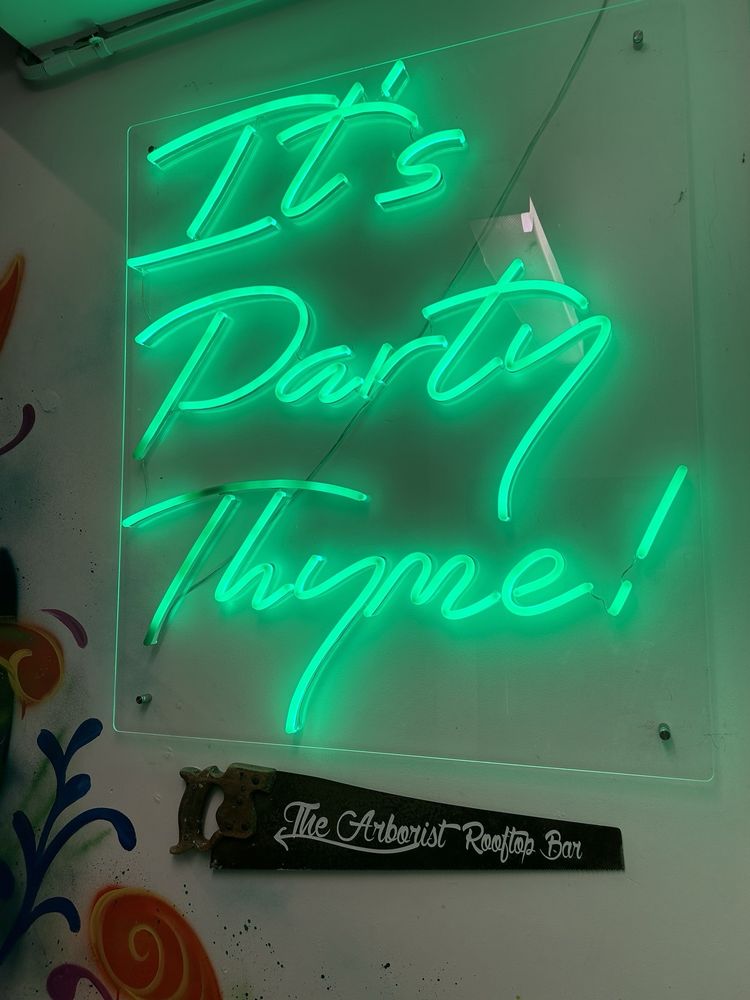 It's
Party
Thyme!
The Arborist Rooftop Bar